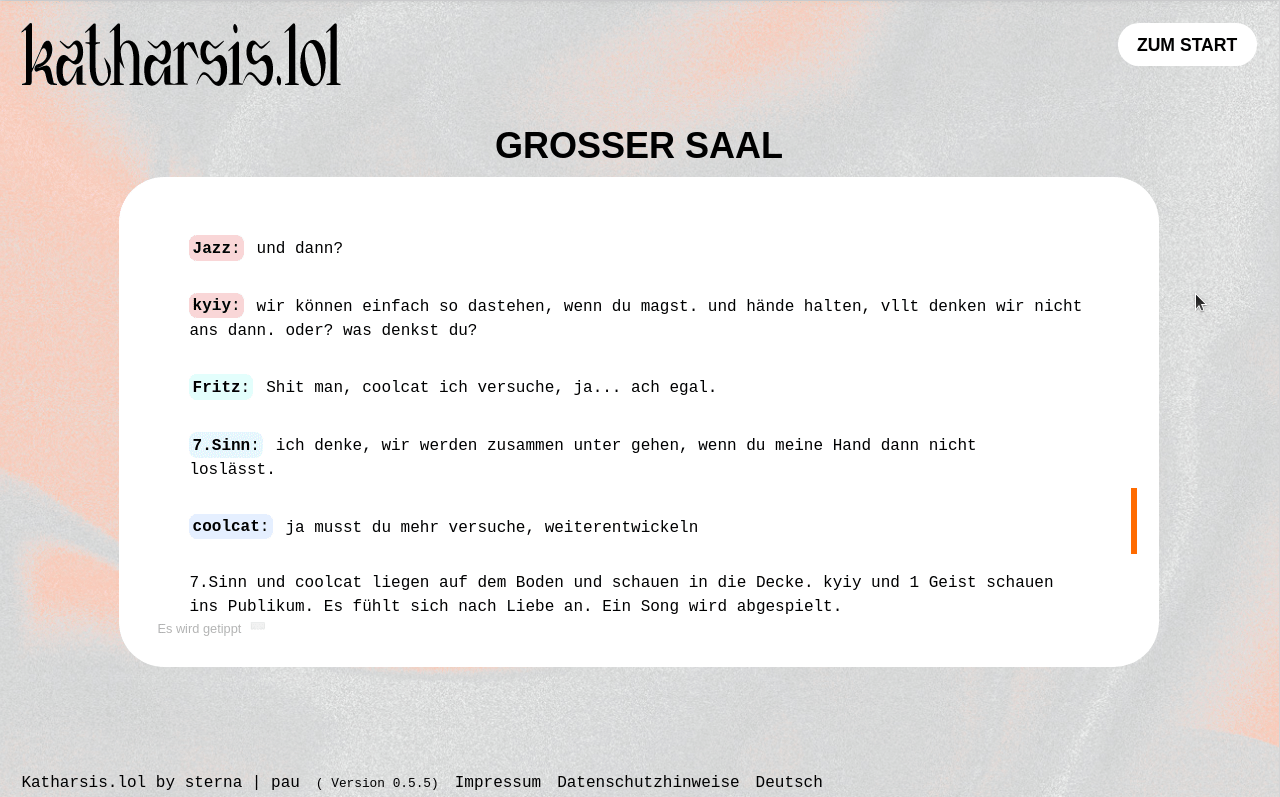 katharsis.lol
ZUM START
GROSSER SAAL
Jazz: und dann?
kyiy: wir können einfach so dastehen, wenn du magst. und hände halten, vllt denken wir nicht
ans dann. oder? was denkst du?
Fritz: Shit man, coolcat ich versuche, ja... ach egal.
7.Sinn: ich denke, wir werden zusammen unter gehen, wenn du meine Hand dann nicht
loslässt.
coolcat: ja musst du mehr versuche, weiterentwickeln
7.Sinn und coolcat liegen auf dem Boden und schauen in die Decke. kyiy und 1 Geist schauen
ins Publikum. Es fühlt sich nach Liebe an. Ein Song wird abgespielt.
Es wird getippt
Katharsis.lol by sterna | pau ( Version 0.5.5) Impressum Datenschutzhinweise Deutsch